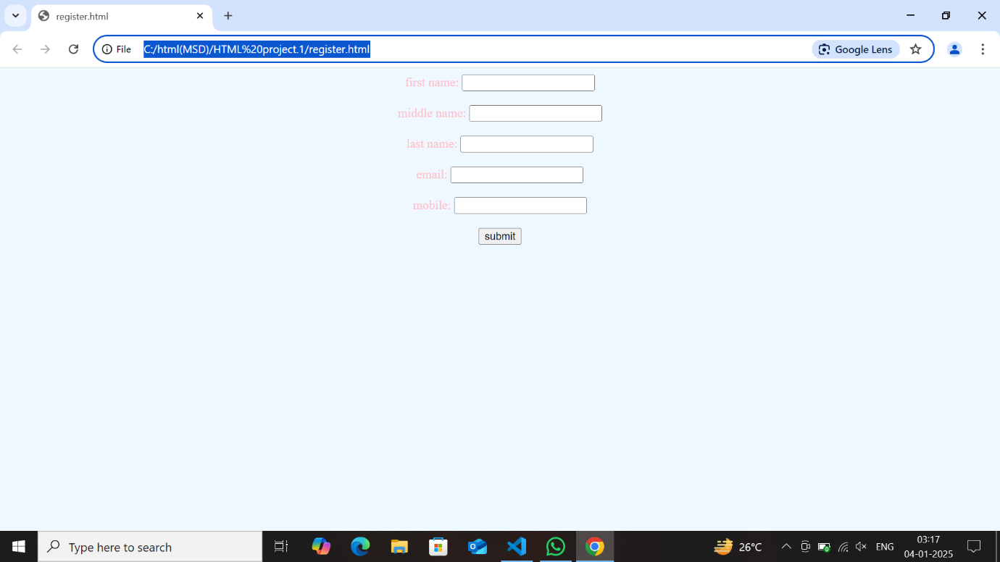 register.html
File C:/html(MSD)/HTML%20project.1/register.html Google Lens
first name:
middle name:
last name:
email:
mobile:
submit
Type here to search 26°C ENG 03:17
04-01-2025